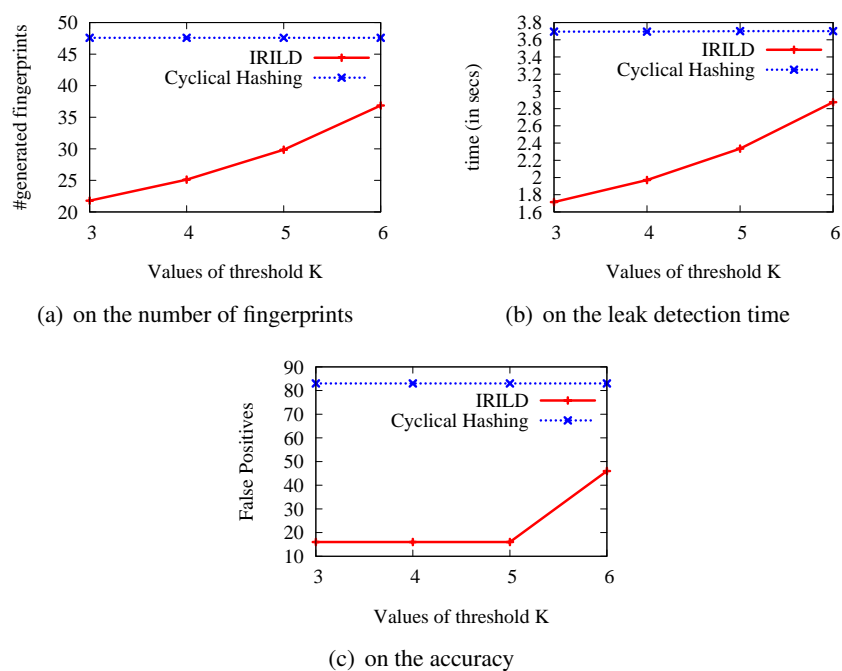 50
45
40
35
30
25
20
#generated fingerprints
IRILD
Cyclical Hashing
3 4 5 6
Values of threshold K
(a) on the number of fingerprints
3.8
3.6
3.4
3.2
3
2.8
2.6
2.4
2.2
2
1.8
1.6
time (in secs)
IRILD
Cyclical Hashing
3 4 5 6
Values of threshold K
(b) on the leak detection time
90
80
70
60
50
40
30
20
10
False Positives
IRILD
Cyclical Hashing
3 4 5 6
Values of threshold K
(c) on the accuracy